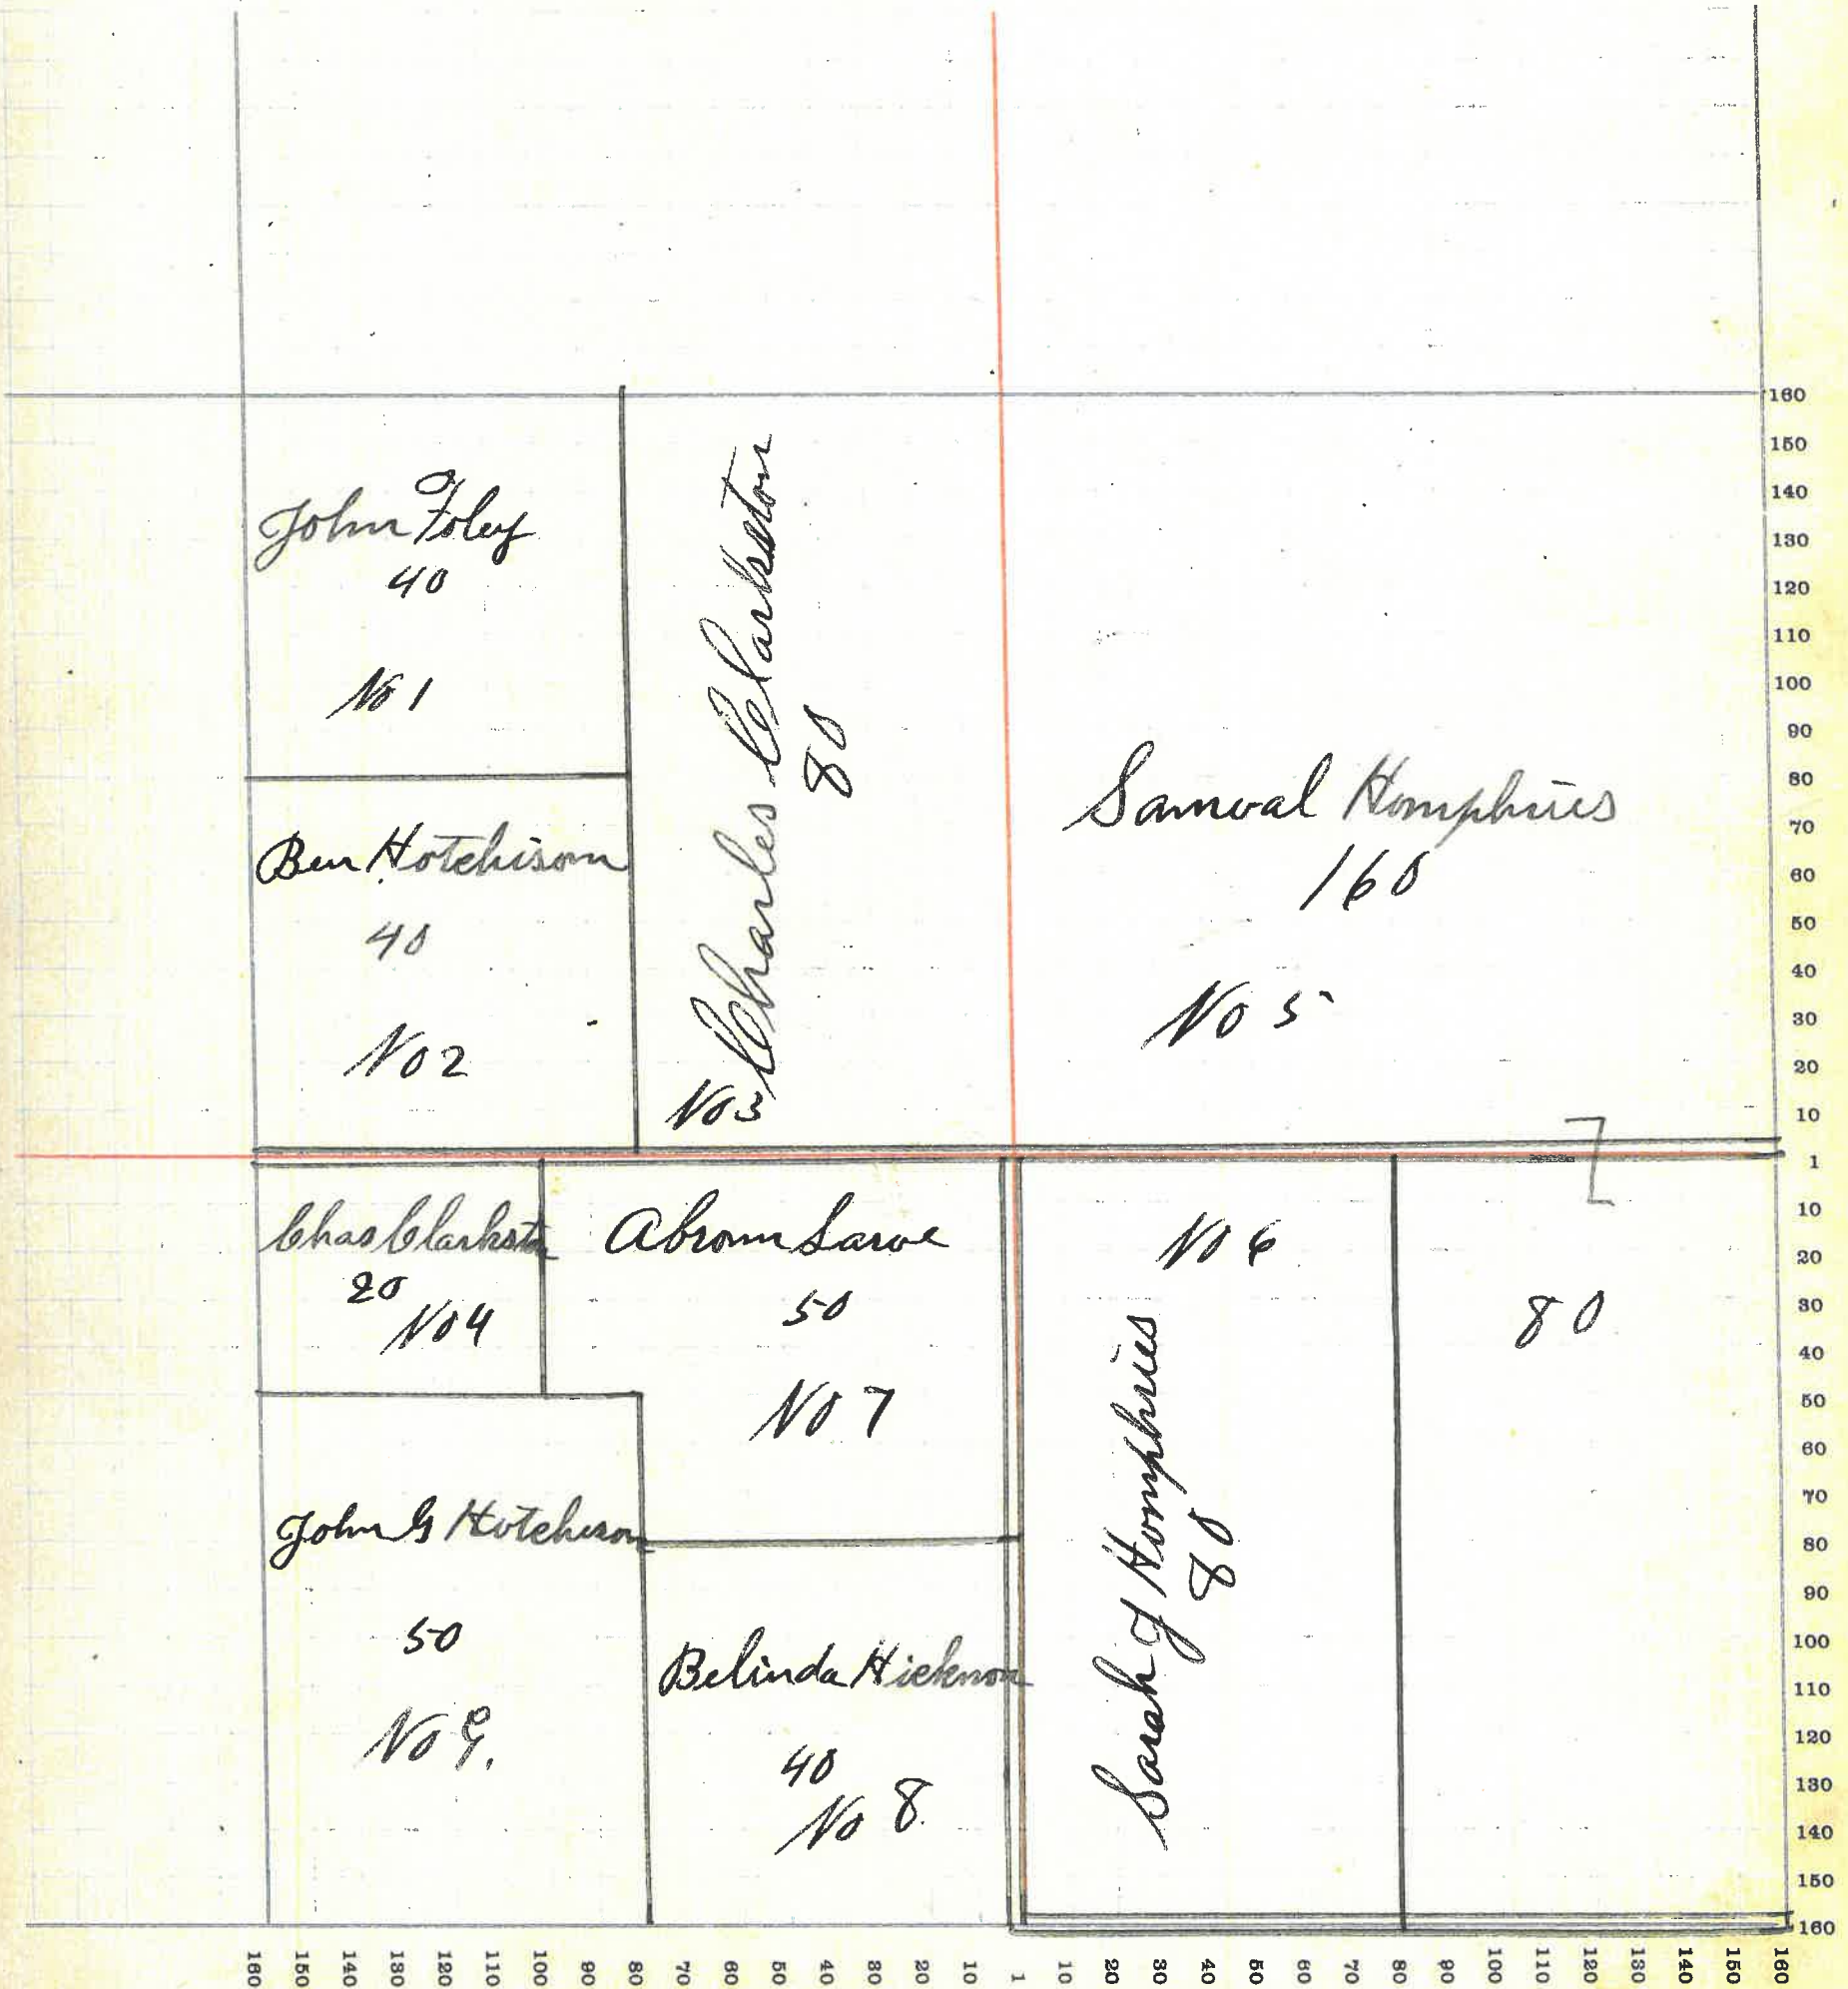 John Foley
40
No 1
Ben Hotchison
40
No 2
Charles Clarkston
80
No 3
Samual Homphries
160
No 5
Chas Clarkston
20
No 4
Abrom
50
No 7
No 6
Sarah J Homphries
80
80
John G Hotchison
50
No 9.
Belinda Hickmon
40
No 8
160
150
140
130
120
110
100
90
80
70
60
50
40
30
20
10
1
10
20
30
40
50
60
70
80
90
100
110
120
130
140
150
160
160 150 140 130 120 110 100 90 80 70 60 50 40 30 20 10 1 10 20 30 40 50 60 70 80 90 100 110 120 130 140 150 160